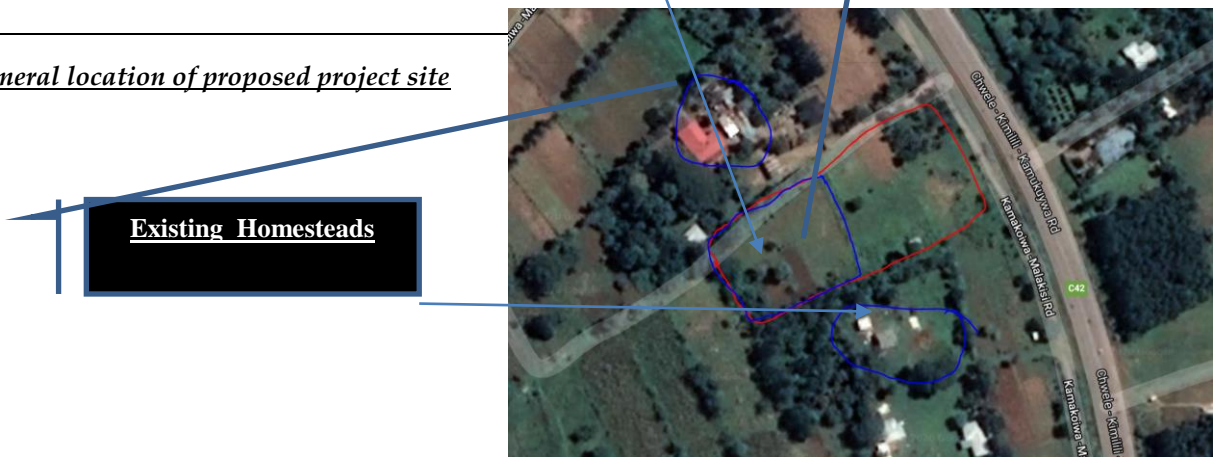 neral location of proposed project site
Existing Homesteads
Chwele - Kimilili - Kamukuywa Rd
Kamakoiwa-Malakisi Rd
C42
Chwele - Kimilili
Kamakoiwa-M